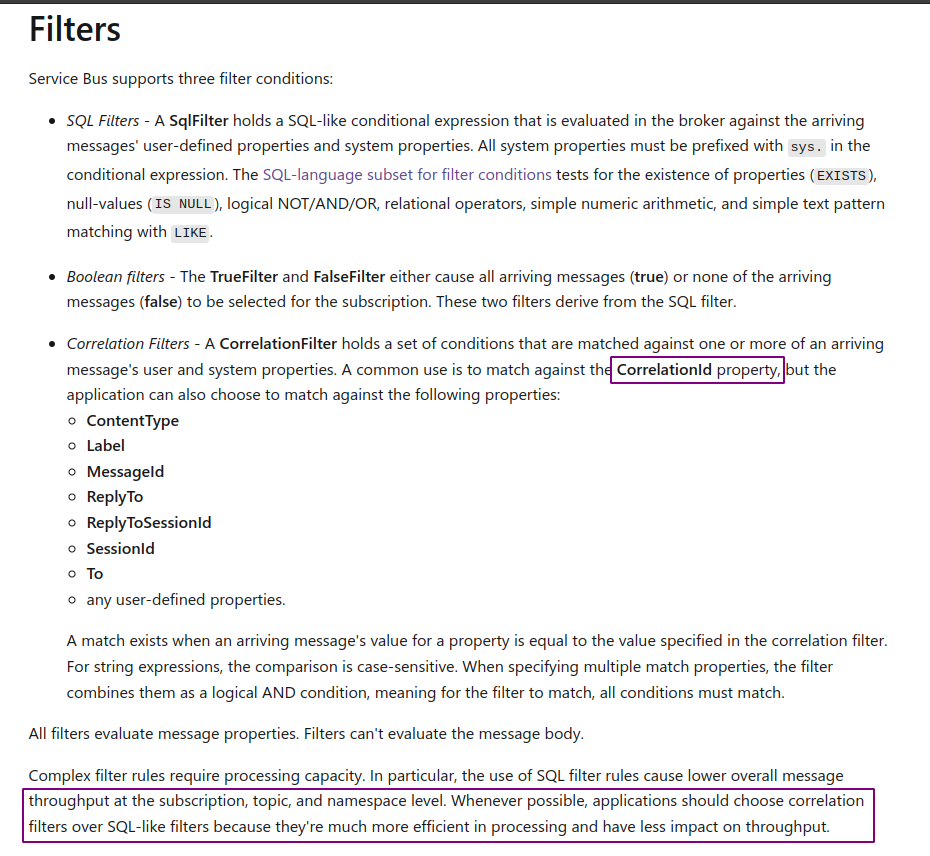 Filters
Service Bus supports three filter conditions:
SQL Filters - A SqlFilter holds a SQL-like conditional expression that is evaluated in the broker against the arriving
messages' user-defined properties and system properties. All system properties must be prefixed with sys. in the
conditional expression. The SQL-language subset for filter conditions tests for the existence of properties (EXISTS),
null-values (IS NULL), logical NOT/AND/OR, relational operators, simple numeric arithmetic, and simple text pattern
matching with LIKE.
Boolean filters - The TrueFilter and FalseFilter either cause all arriving messages (true) or none of the arriving
messages (false) to be selected for the subscription. These two filters derive from the SQL filter.
Correlation Filters - A CorrelationFilter holds a set of conditions that are matched against one or more of an arriving
message's user and system properties. A common use is to match against the CorrelationId property, but the
application can also choose to match against the following properties:
ContentType
Label
MessageId
ReplyTo
ReplyToSessionId
SessionId
To
any user-defined properties.
A match exists when an arriving message's value for a property is equal to the value specified in the correlation filter.
For string expressions, the comparison is case-sensitive. When specifying multiple match properties, the filter
combines them as a logical AND condition, meaning for the filter to match, all conditions must match.
All filters evaluate message properties. Filters can't evaluate the message body.
Complex filter rules require processing capacity. In particular, the use of SQL filter rules cause lower overall message
throughput at the subscription, topic, and namespace level. Whenever possible, applications should choose correlation
filters over SQL-like filters because they're much more efficient in processing and have less impact on throughput.